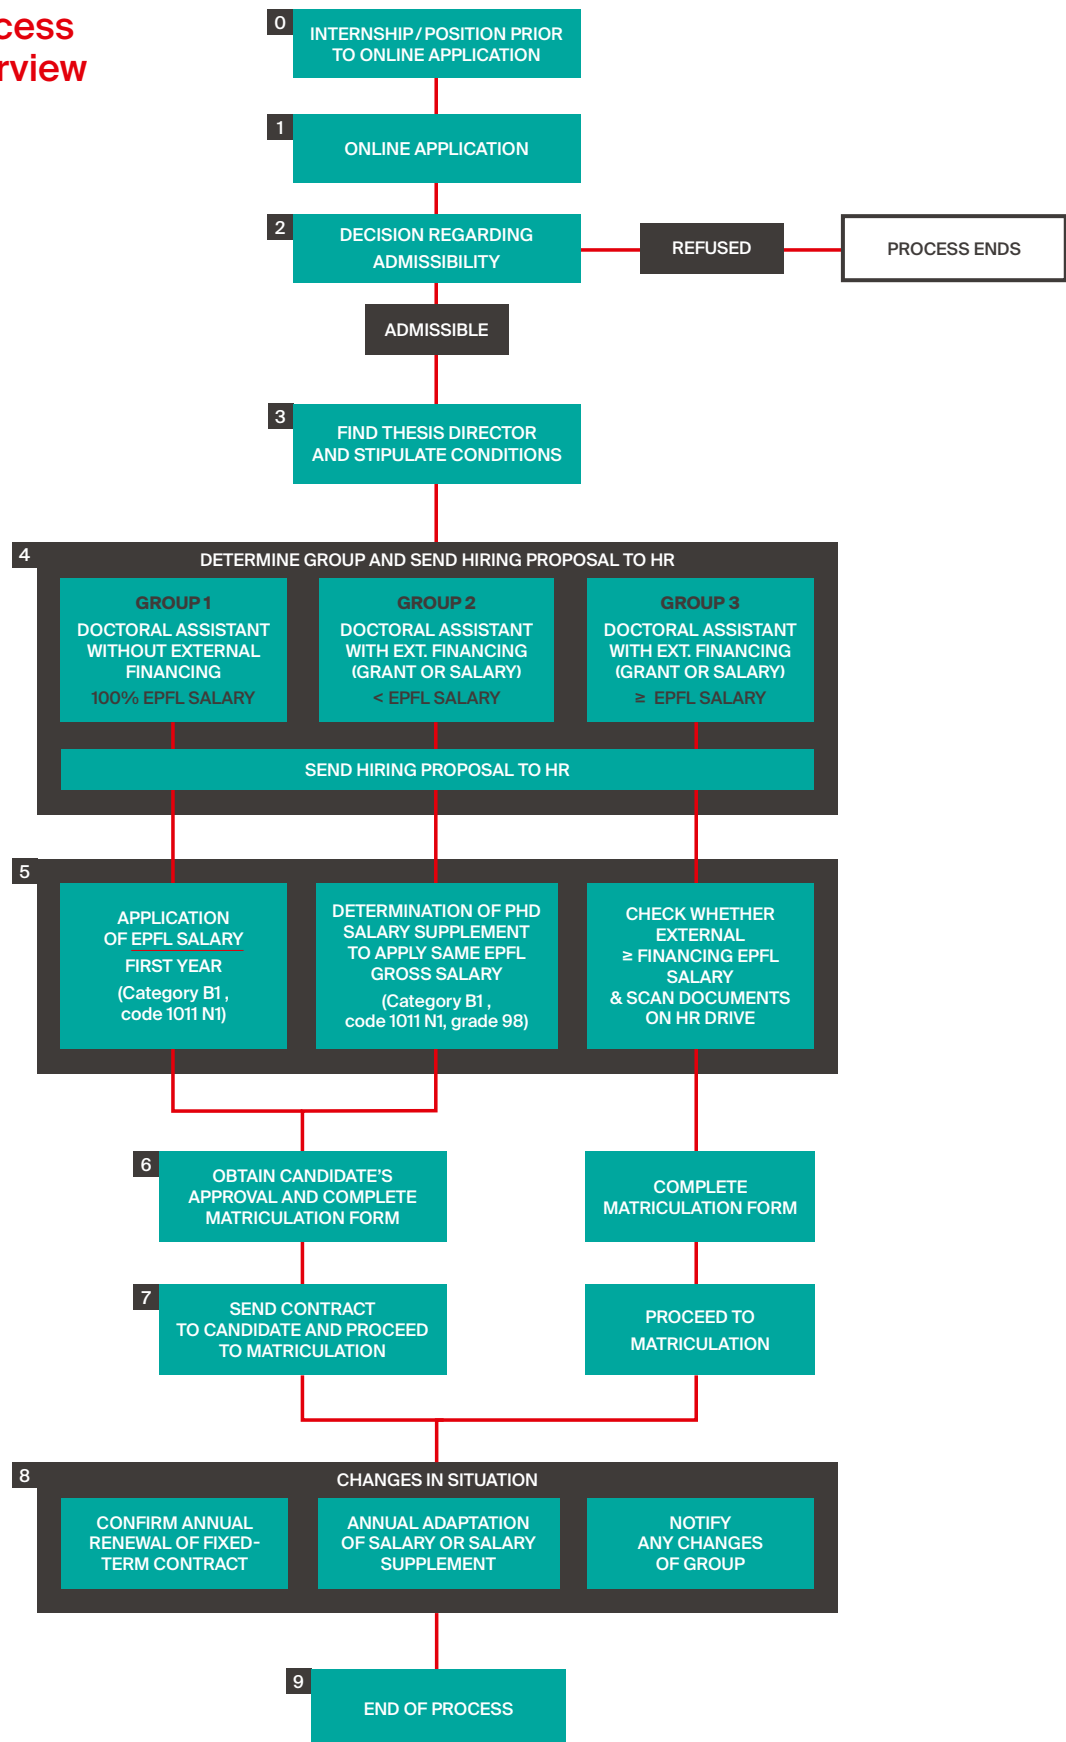 cess
rview
0
INTERNSHIP/POSITION PRIOR
TO ONLINE APPLICATION
1
ONLINE APPLICATION
2
DECISION REGARDING
ADMISSIBILITY
REFUSED
PROCESS ENDS
ADMISSIBLE
3
FIND THESIS DIRECTOR
AND STIPULATE CONDITIONS
4
DETERMINE GROUP AND SEND HIRING PROPOSAL TO HR
GROUP 1
DOCTORAL ASSISTANT
WITHOUT EXTERNAL
FINANCING
100% EPFL SALARY
GROUP 2
DOCTORAL ASSISTANT
WITH EXT. FINANCING
(GRANT OR SALARY)
< EPFL SALARY
GROUP 3
DOCTORAL ASSISTANT
WITH EXT. FINANCING
(GRANT OR SALARY)
≥ EPFL SALARY
SEND HIRING PROPOSAL TO HR
5
APPLICATION
OF EPFL SALARY
FIRST YEAR
(Category B1 ,
code 1011 N1)
DETERMINATION OF PHD
SALARY SUPPLEMENT
TO APPLY SAME EPFL
GROSS SALARY
(Category B1 ,
code 1011 N1, grade 98)
CHECK WHETHER
EXTERNAL
≥ FINANCING EPFL
SALARY
& SCAN DOCUMENTS
ON HR DRIVE
6
OBTAIN CANDIDATE'S
APPROVAL AND COMPLETE
MATRICULATION FORM
COMPLETE
MATRICULATION FORM
7
SEND CONTRACT
TO CANDIDATE AND PROCEED
TO MATRICULATION
PROCEED TO
MATRICULATION
8
CHANGES IN SITUATION
CONFIRM ANNUAL
RENEWAL OF FIXED-
TERM CONTRACT
ANNUAL ADAPTATION
OF SALARY OR SALARY
SUPPLEMENT
NOTIFY
ANY CHANGES
OF GROUP
9
END OF PROCESS